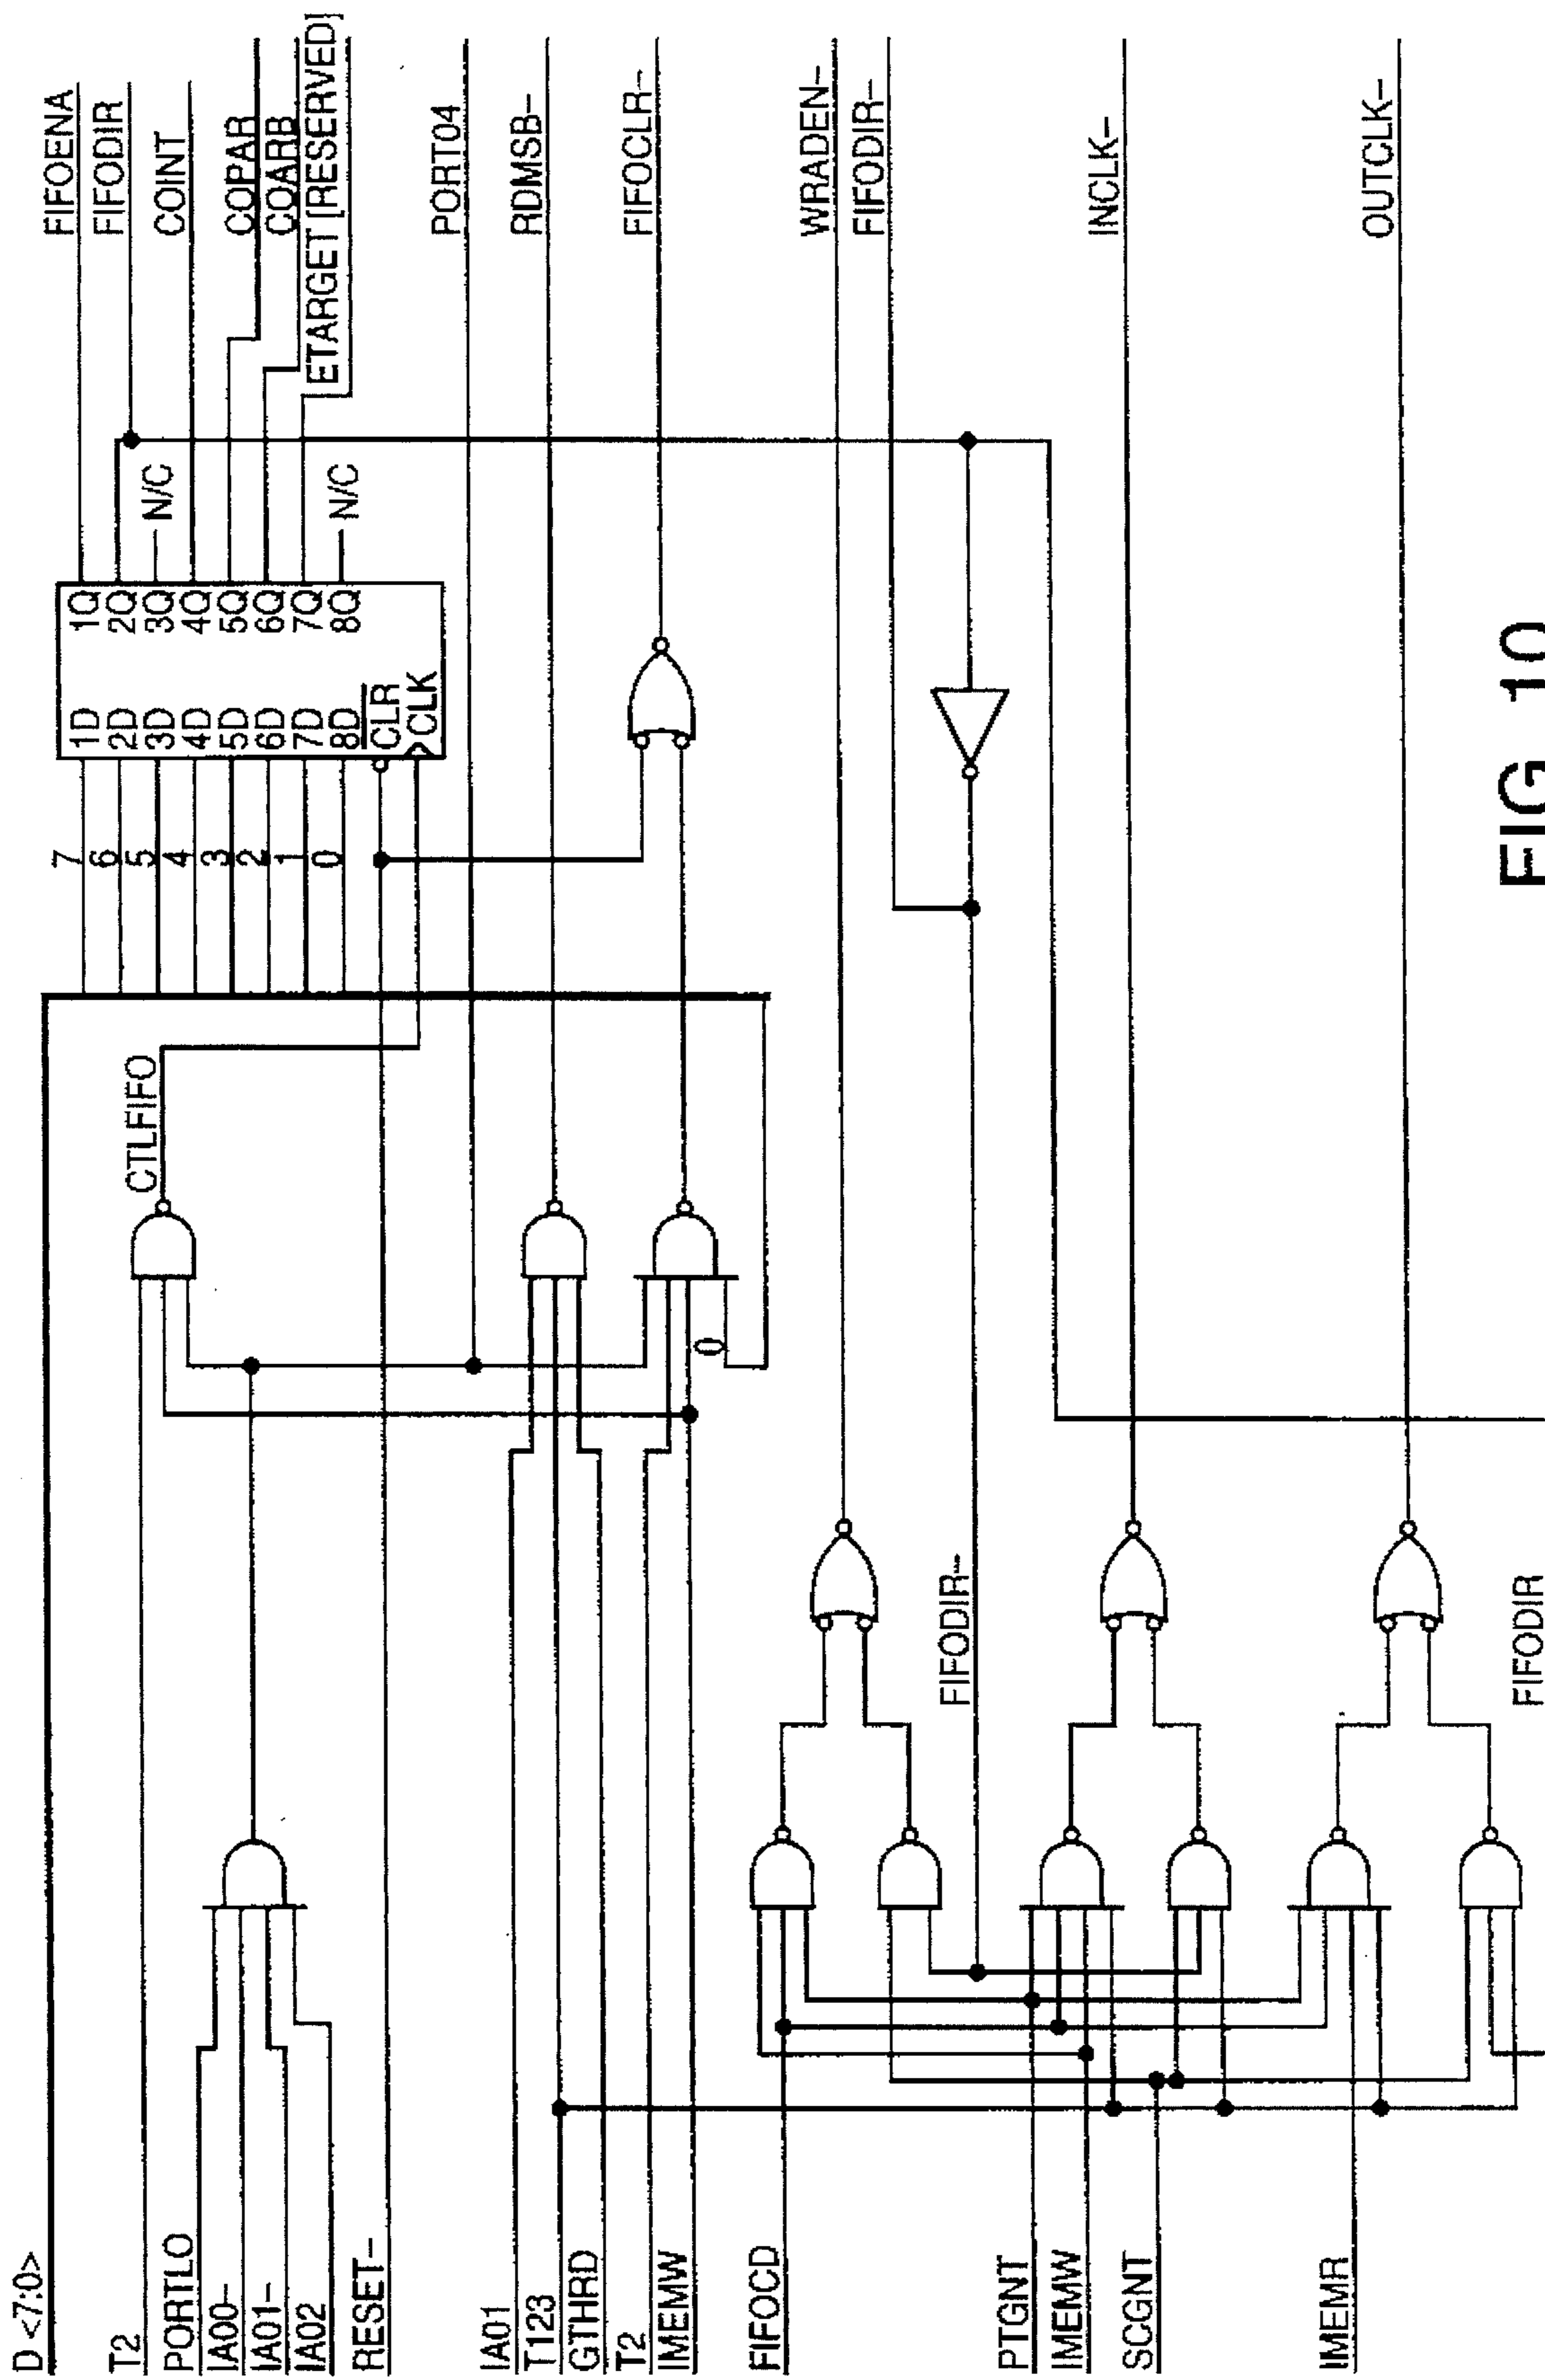 D <7:0>
T2
PORTLO
IA00-
IA01-
IA02
RESET-
IA01
T123
GTHRD
T2
IMEMW
FIFOCD
PTGNT
IMEMW
SCGNT
IMEMR
CTLFIFO
0
FIFODIR-
FIFODIR
7
6
5
4
3
2
1
0
1D 1Q
2D 2Q
3D 3Q
4D 4Q
5D 5Q
6D 6Q
7D 7Q
8D 8Q
CLR
CLK
N/C
N/C
FIFOENA
FIFODIR
COINT
COPAR
COARB
ETARGET [RESERVED]
PORT04
RDMSB-
FIFOCLR-
WRADEN-
FIFODIR-
INCLK-
OUTCLK-
FIG 10